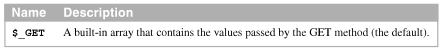 Name Description
$_GET A built-in array that contains the values passed by the GET method (the default).